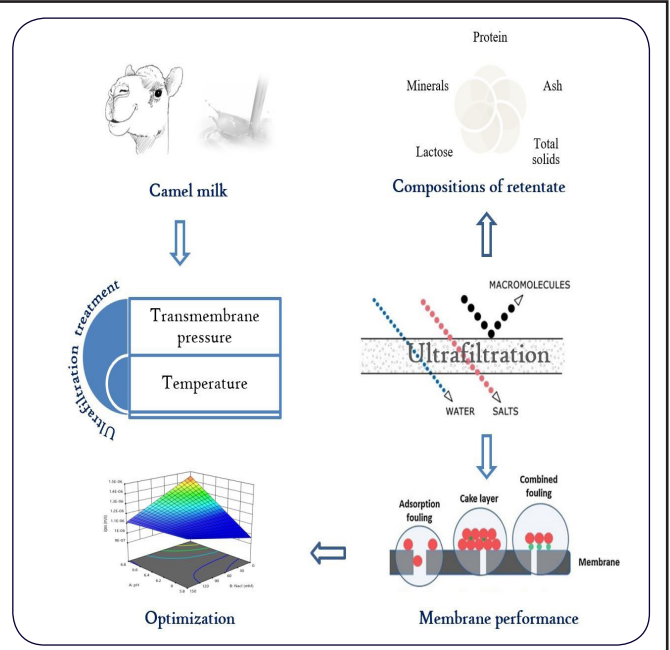 Protein
Minerals
Ash
Lactose
Total
solids
Camel milk
Compositions of retentate
Ultrafiltration treatment
Transmembrane
pressure
Temperature
MACROMOLECULES
Ultrafiltration
WATER
SALTS
Adsorption
fouling
Cake layer
Combined
fouling
Membrane
Optimization
Membrane performance